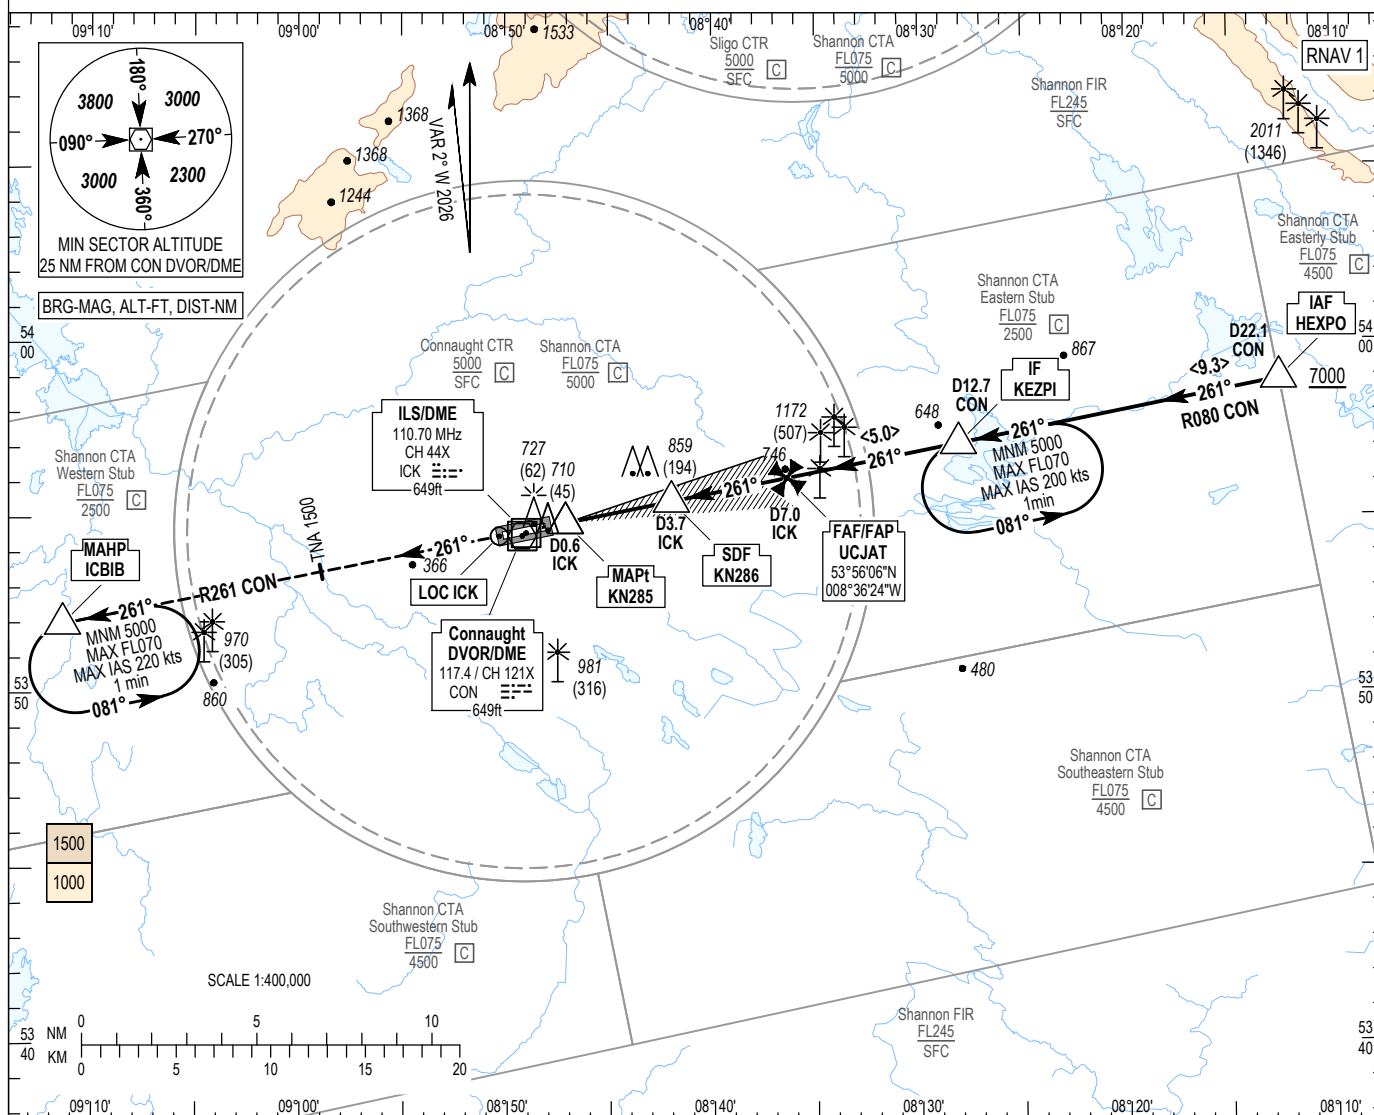 09°10'
09°00'
08°50'
08°40'
08°30'
08°20'
08°10'
180°
3800
3000
090°
270°
3000
2300
360°
MIN SECTOR ALTITUDE
25 NM FROM CON DVOR/DME
BRG-MAG, ALT-FT, DIST-NM
1533
1368
1368
1244
VAR 2° W 2026
Sligo CTR
5000
SFC
C
Shannon CTA
FL075
5000
C
Shannon FIR
FL245
SFC
RNAV 1
2011
(1346)
Shannon CTA
Easterly Stub
FL075
4500
C
Shannon CTA
Eastern Stub
FL075
2500
C
867
IAF
HEXPO
D22.1
CON
7000
<9.3>
261°
R080 CON
54
00
54
00
Connaught CTR
5000
SFC
C
Shannon CTA
FL075
5000
C
IF
KEZPI
D12.7
CON
648
261°
MNM 5000
MAX FL070
MAX IAS 200 kts
1min
081°
<5.0>
261°
1172
(507)
746
859
(194)
727
(62)
710
(45)
ILS/DME
110.70 MHz
CH 44X
ICK
649ft
261°
D7.0
ICK
FAF/FAP
UCJAT
53°56'06"N
008°36'24"W
D3.7
ICK
SDF
KN286
D0.6
ICK
MAPt
KN285
LOC ICK
Connaught
DVOR/DME
117.4 / CH 121X
CON
649ft
981
(316)
261°
366
TNA 1500
R261 CON
Shannon CTA
Western Stub
FL075
2500
C
MAHP
ICBIB
261°
MNM 5000
MAX FL070
MAX IAS 220 kts
1 min
081°
970
(305)
860
53
50
53
50
480
Shannon CTA
Southeastern Stub
FL075
4500
C
1500
1000
Shannon CTA
Southwestern Stub
FL075
4500
C
SCALE 1:400,000
NM
0
5
10
KM
0
5
10
15
20
Shannon FIR
FL245
SFC
53
40
53
40
09°10'
09°00'
08°50'
08°40'
08°30'
08°20'
08°10'